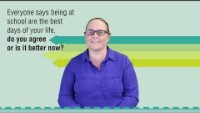 Everyone says being at
school are the best
days of your life,
do you agree
or is it better now?